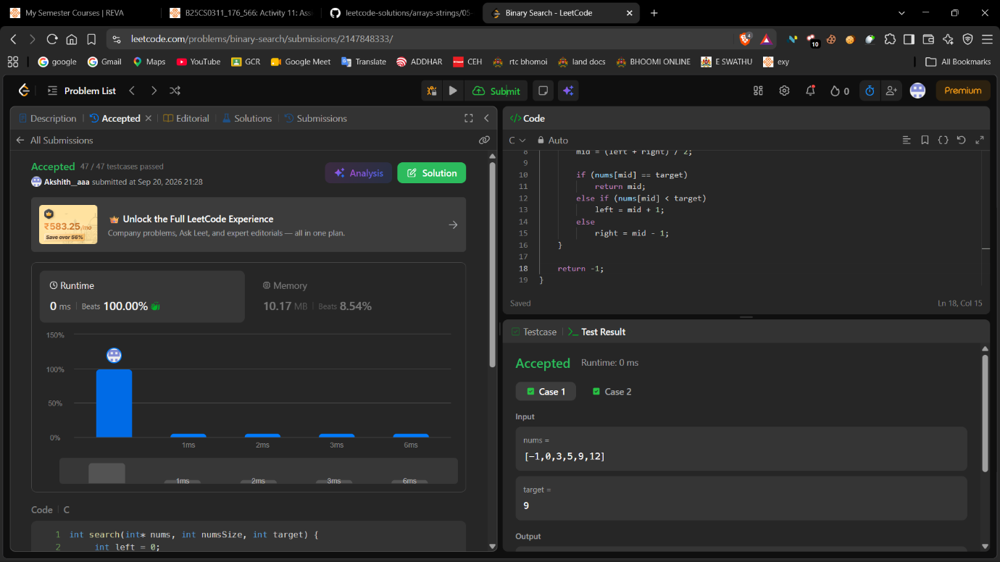 My Semester Courses | REVA
B25CS0311_176_566: Activity 11: Ass
leetcode-solutions/arrays-strings/05-
Binary Search - LeetCode
leetcode.com/problems/binary-search/submissions/2147848333/
4
10
google
Gmail
Maps
YouTube
GCR
Google Meet
Translate
ADDHAR
CEH
rtc bhomoi
land docs
BHOOMI ONLINE
E SWATHU
exy
All Bookmarks
Problem List
Submit
0
Premium
Description
Accepted
Editorial
Solutions
Submissions
All Submissions
Accepted 47 / 47 testcases passed
Akshith_aaa submitted at Sep 20, 2026 21:28
Analysis
Solution
₹583.25/mo
Save over 56%
Unlock the Full LeetCode Experience
Company problems, Ask Leet, and expert editorials — all in one plan.
Runtime
0 ms Beats 100.00%
Memory
10.17 MB Beats 8.54%
150%
100%
50%
0%
1ms 2ms 3ms 6ms
1ms 2ms 3ms 6ms
Code C
1 int search(int* nums, int numsSize, int target) {
2 int left = 0;
</> Code
C Auto
8 mid = (left + right) / 2;
9
10 if (nums[mid] == target)
11 return mid;
12 else if (nums[mid] < target)
13 left = mid + 1;
14 else
15 right = mid - 1;
16 }
17
18 return -1;
19 }
Saved
Ln 18, Col 15
Testcase
Test Result
Accepted Runtime: 0 ms
Case 1
Case 2
Input
nums =
[-1,0,3,5,9,12]
target =
9
Output